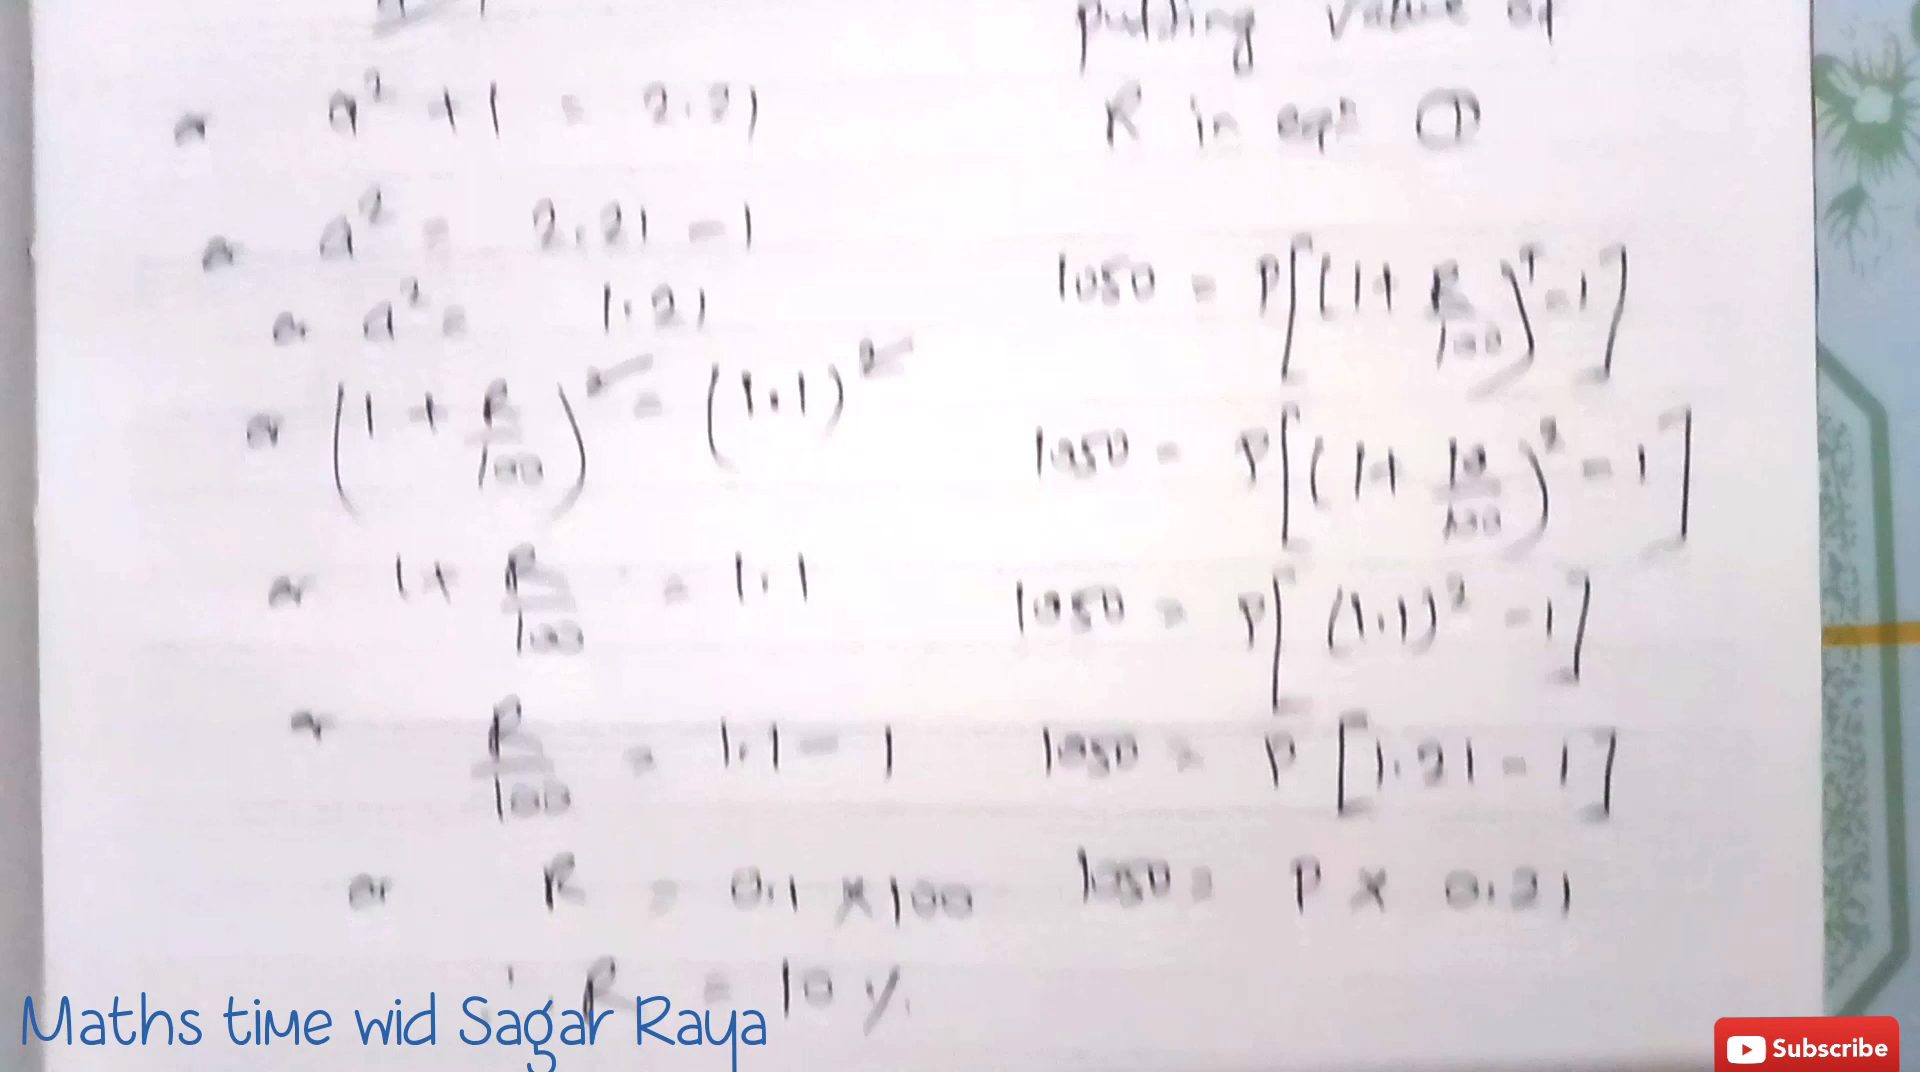 a² + 1 = 2.21
or a² = 2.21 - 1
or a² = 1.21
or (1 + R/100)² = (1.1)²
or 1 + R/100 = 1.1
or R/100 = 1.1 - 1
or R = 0.1 × 100
∴ R = 10 %.
putting value of
R in eqⁿ ①
1050 = P[(1 + R/100)^T - 1]
1050 = P[(1 + 10/100)² - 1]
1050 = P[(1.1)² - 1]
1050 = P [1.21 - 1]
1050 = P × 0.21
Maths time wid Sagar Raya
Subscribe